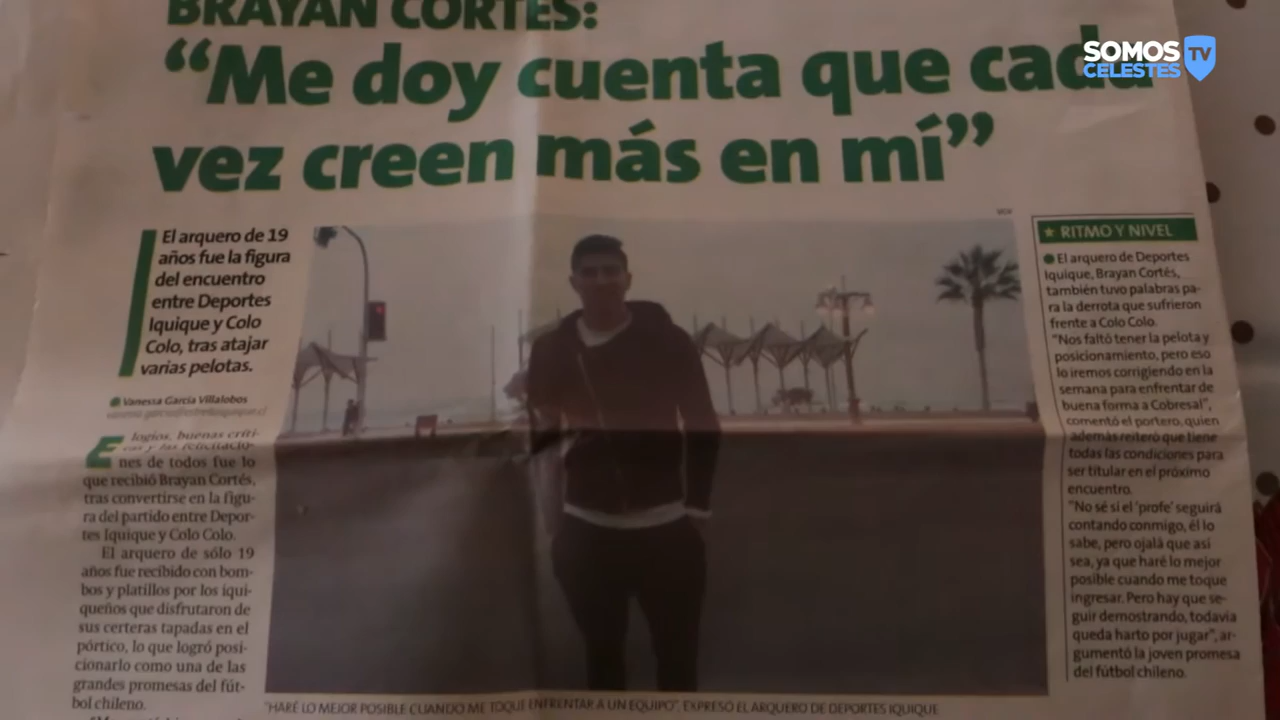 BRAYAN CORTÉS:
“Me doy cuenta que cada
vez creen más en mí”
SOMOS
CELESTES
TV
El arquero de 19
años fue la figura
del encuentro
entre Deportes
Iquique y Colo
Colo, tras atajar
varias pelotas.
Vanessa García Villalobos
Elogios, buenas críti-
cas y las felicitacio-
nes de todos fue lo
que recibió Brayan Cortés,
tras convertirse en la figu-
ra del partido entre Depor-
tes Iquique y Colo Colo.
El arquero de sólo 19
años fue recibido con bom-
bos y platillos por los iqui-
queños que disfrutaron de
sus certeras tapadas en el
pórtico, lo que logró posi-
cionarlo como una de las
grandes promesas del fút-
bol chileno.
"HARÉ LO MEJOR POSIBLE CUANDO ME TOQUE ENFRENTAR A UN EQUIPO", EXPRESÓ EL ARQUERO DE DEPORTES IQUIQUE
RITMO Y NIVEL
El arquero de Deportes
Iquique, Brayan Cortés,
también tuvo palabras pa-
ra la derrota que sufrieron
frente a Colo Colo.
"Nos faltó tener la pelota y
posicionamiento, pero eso
lo iremos corrigiendo en la
semana para enfrentar de
buena forma a Cobresal",
comentó el portero, quien
además reiteró que tiene
todas las condiciones para
ser titular en el próximo
encuentro.
"No sé si el 'profe' seguirá
contando conmigo, él lo
sabe, pero ojalá que así
sea, ya que haré lo mejor
posible cuando me toque
ingresar. Pero hay que se-
guir demostrando, todavía
queda harto por jugar", ar-
gumentó la joven promesa
del fútbol chileno.